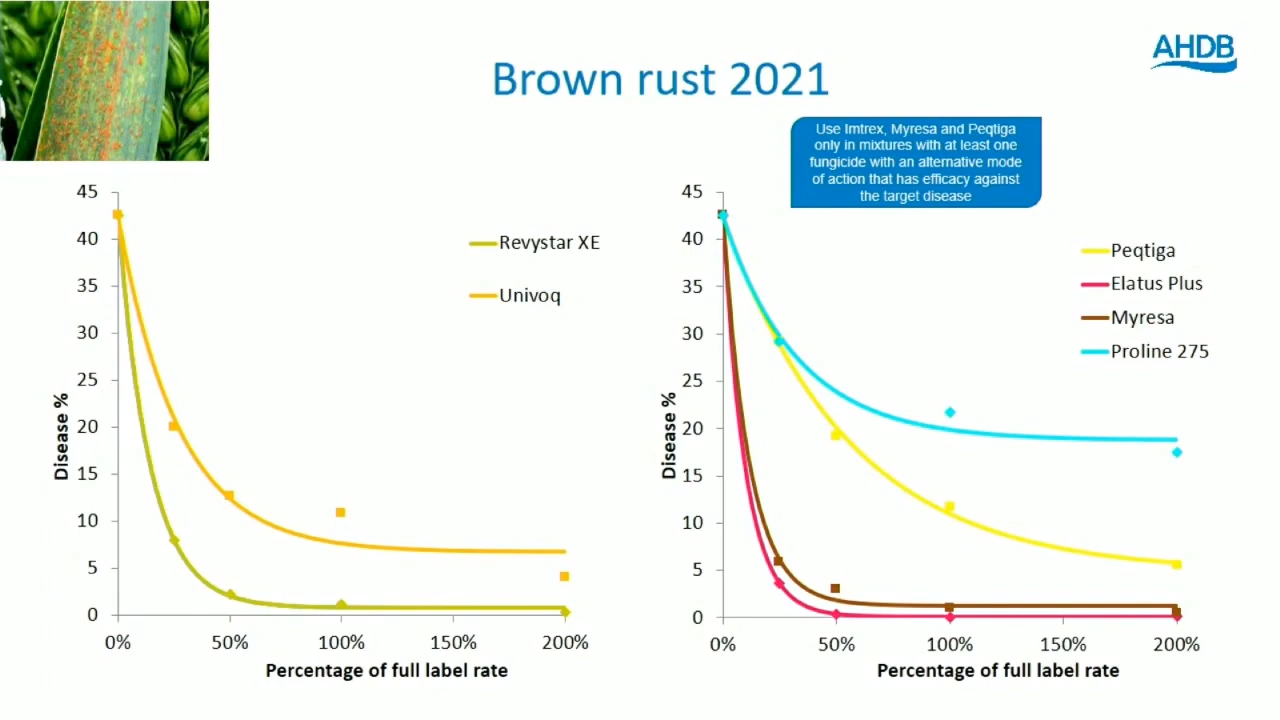 AHDB
Brown rust 2021
Use Imtrex, Myresa and Peqtiga
only in mixtures with at least one
fungicide with an alternative mode
of action that has efficacy against
the target disease
45
40
35
30
25
20
15
10
5
0
Disease %
0%
50%
100%
150%
200%
Percentage of full label rate
Revystar XE
Univoq
45
40
35
30
25
20
15
10
5
0
Disease %
0%
50%
100%
150%
200%
Percentage of full label rate
Peqtiga
Elatus Plus
Myresa
Proline 275